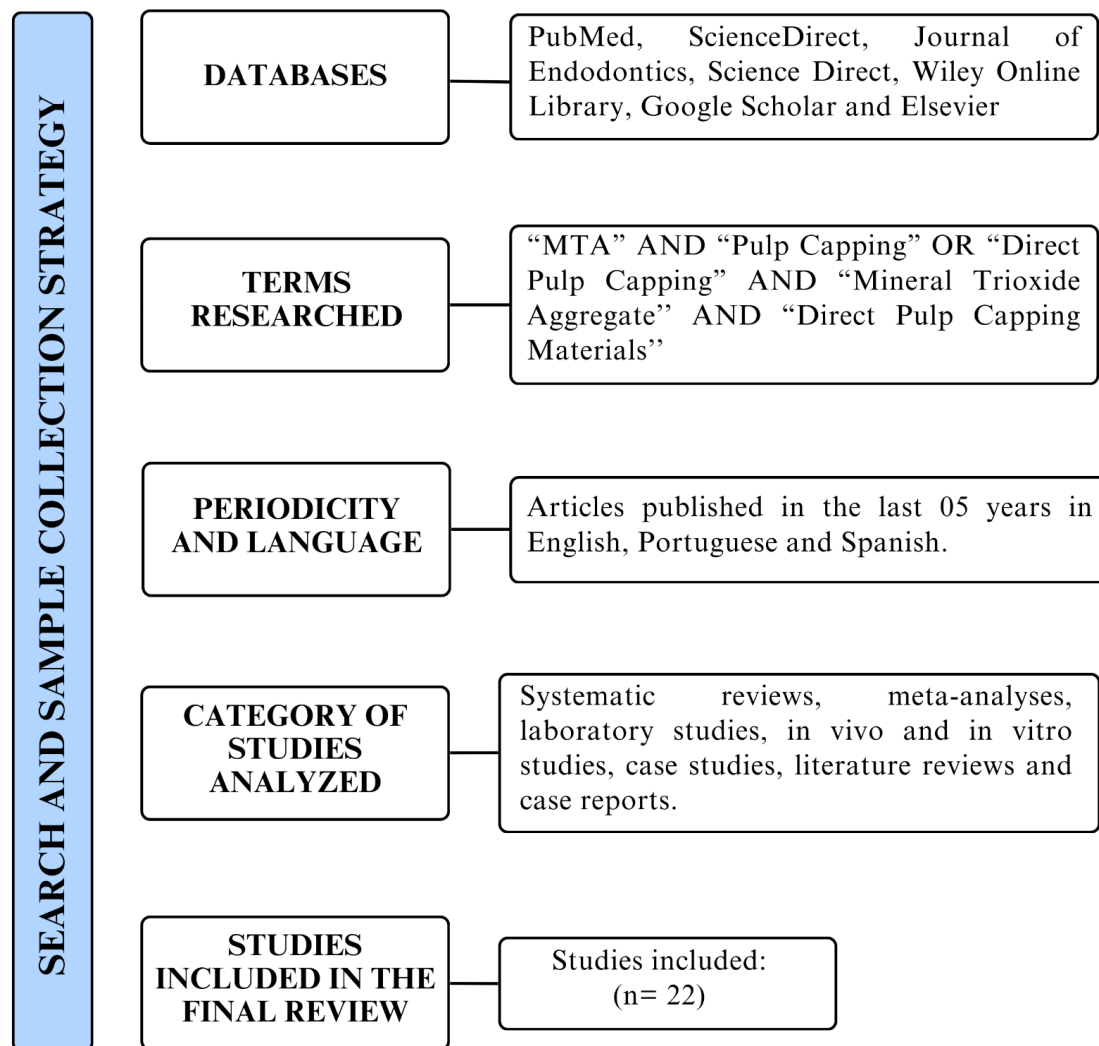 SEARCH AND SAMPLE COLLECTION STRATEGY
DATABASES
PubMed, ScienceDirect, Journal of
Endodontics, Science Direct, Wiley Online
Library, Google Scholar and Elsevier
TERMS
RESEARCHED
“MTA” AND “Pulp Capping” OR “Direct
Pulp Capping” AND “Mineral Trioxide
Aggregate’’ AND “Direct Pulp Capping
Materials’’
PERIODICITY
AND LANGUAGE
Articles published in the last 05 years in
English, Portuguese and Spanish.
CATEGORY OF
STUDIES
ANALYZED
Systematic reviews, meta-analyses,
laboratory studies, in vivo and in vitro
studies, case studies, literature reviews and
case reports.
STUDIES
INCLUDED IN THE
FINAL REVIEW
Studies included:
(n= 22)